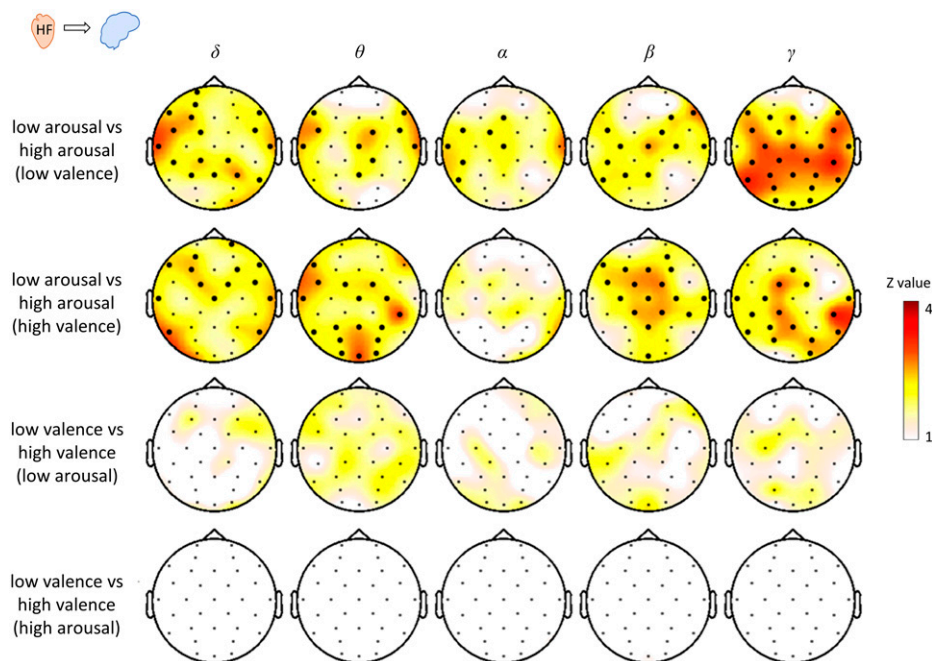 HF
δ θ α β γ
low arousal vs
high arousal
(low valence)
low arousal vs
high arousal
(high valence)
Z value
4
1
low valence vs
high valence
(low arousal)
low valence vs
high valence
(high arousal)